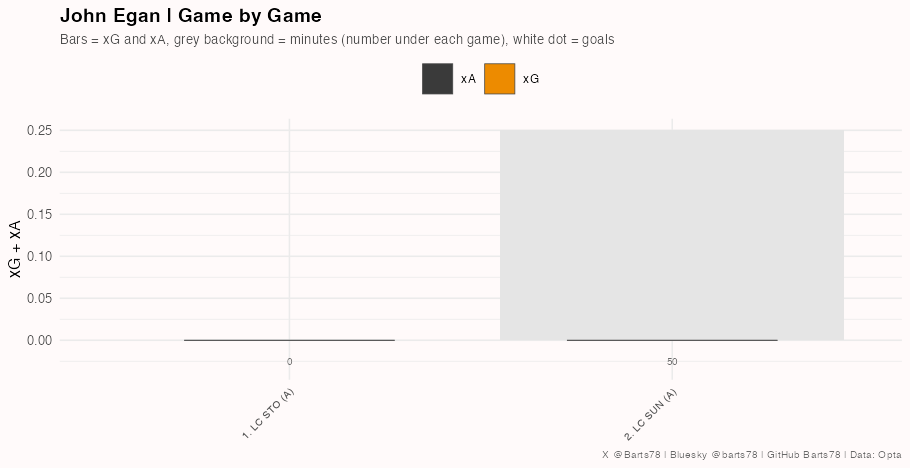 John Egan | Game by Game
Bars = xG and xA, grey background = minutes (number under each game), white dot = goals
xA xG
xG + xA
0.25
0.20
0.15
0.10
0.05
0.00
0 50
1. LC STO (A) 2. LC SUN (A)
X @Barts78 | Bluesky @barts78 | GitHub Barts78 | Data: Opta